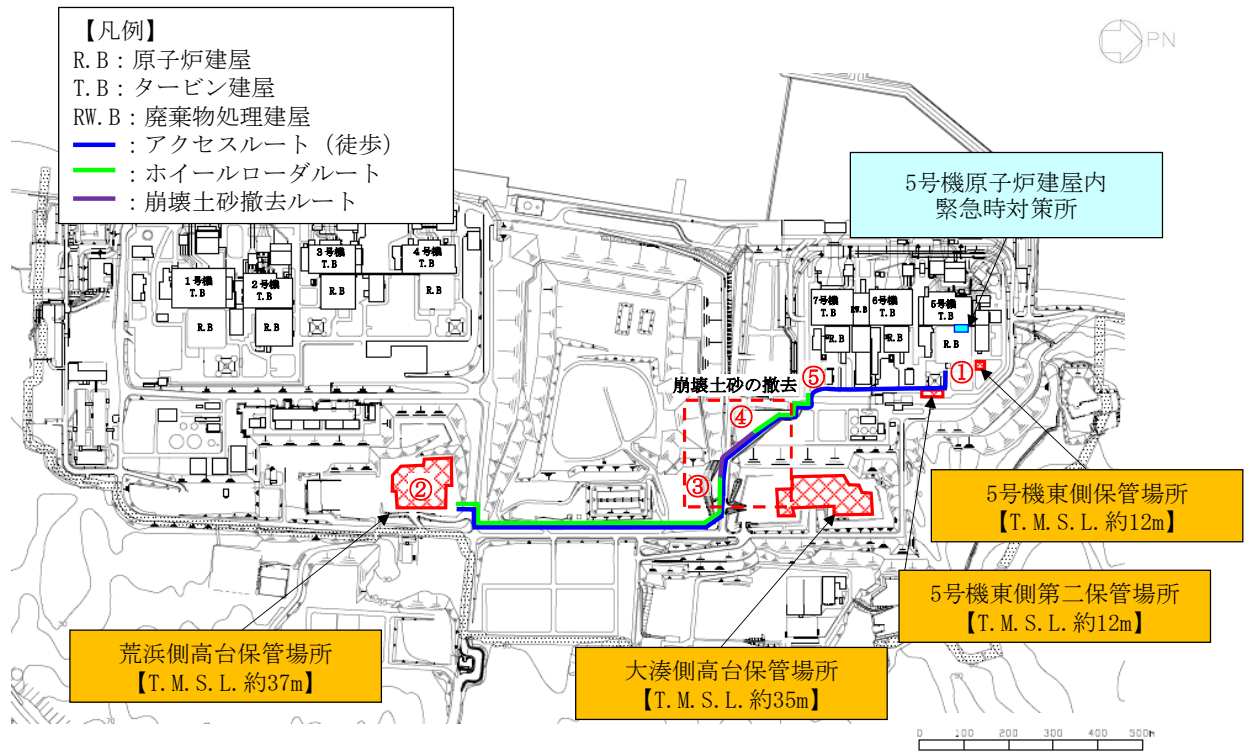 【凡例】
R.B：原子炉建屋
T.B：タービン建屋
RW.B：廃棄物処理建屋
：アクセスルート（徒歩）
：ホイールローダルート
：崩壊土砂撤去ルート
PN
5号機原子炉建屋内
緊急時対策所
1号機
T.B
2号機
T.B
3号機
T.B
4号機
T.B
R.B
R.B
R.B
R.B
7号機
T.B
RW.B
6号機
T.B
5号機
T.B
R.B
R.B
R.B
崩壊土砂の撤去
①
②
③
④
⑤
5号機東側保管場所
【T.M.S.L.約12m】
5号機東側第二保管場所
【T.M.S.L.約12m】
荒浜側高台保管場所
【T.M.S.L.約37m】
大湊側高台保管場所
【T.M.S.L.約35m】
0 100 200 300 400 500m